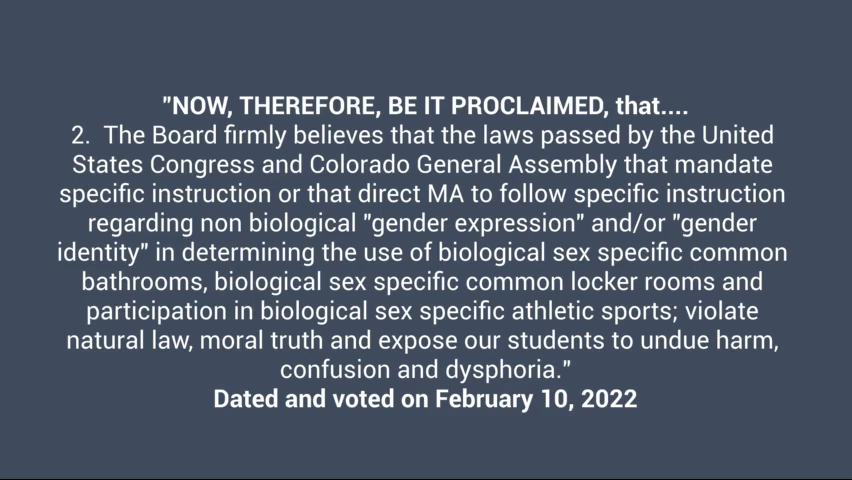 "NOW, THEREFORE, BE IT PROCLAIMED, that....
2.  The Board firmly believes that the laws passed by the United
States Congress and Colorado General Assembly that mandate
specific instruction or that direct MA to follow specific instruction
regarding non biological "gender expression" and/or "gender
identity" in determining the use of biological sex specific common
bathrooms, biological sex specific common locker rooms and
participation in biological sex specific athletic sports; violate
natural law, moral truth and expose our students to undue harm,
confusion and dysphoria."
Dated and voted on February 10, 2022